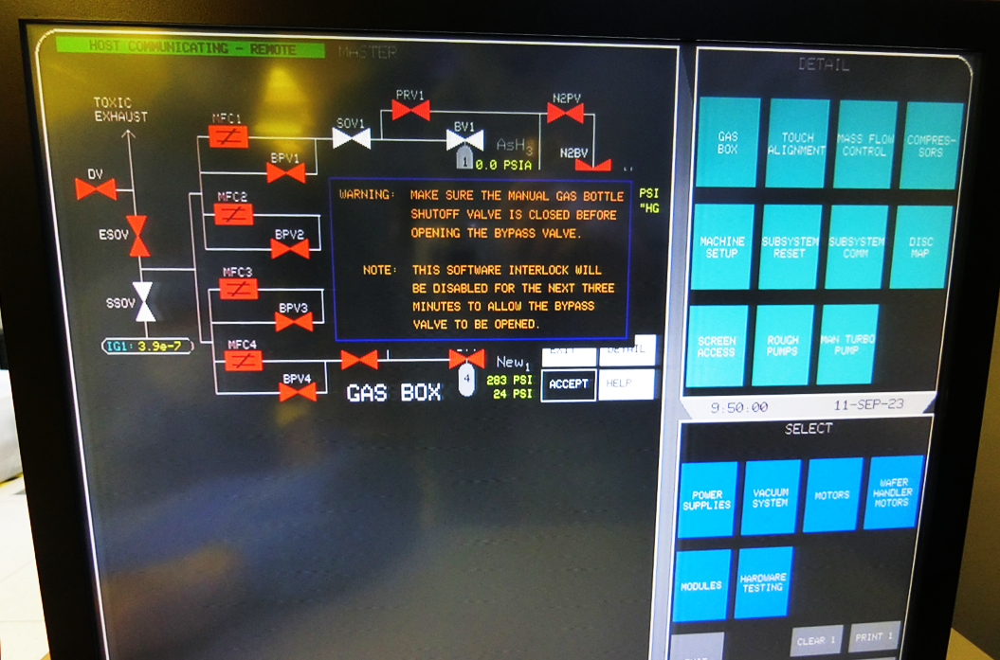 HOST COMMUNICATING - REMOTE
MASTER
TOXIC
EXHAUST
DV
ESOV
SSOV
IG1: 3.9e-7
MFC1
BPV1
MFC2
BPV2
MFC3
BPV3
MFC4
BPV4
SOV1
PRV1
BV1
AsH3
1
0.0 PSIA
N2PV
N2BV
PSI
"HG
WARNING: MAKE SURE THE MANUAL GAS BOTTLE
SHUTOFF VALVE IS CLOSED BEFORE
OPENING THE BYPASS VALVE.
NOTE: THIS SOFTWARE INTERLOCK WILL
BE DISABLED FOR THE NEXT THREE
MINUTES TO ALLOW THE BYPASS
VALVE TO BE OPENED.
4
New1
283 PSI
24 PSI
GAS BOX
EXIT
DETAIL
ACCEPT
HELP
DETAIL
GAS
BOX
TOUCH
ALIGNMENT
MASS FLOW
CONTROL
COMPRES-
SORS
MACHINE
SETUP
SUBSYSTEM
RESET
SUBSYSTEM
COMM
DISC
MAP
SCREEN
ACCESS
ROUGH
PUMPS
MAN TURBO
PUMP
9:50:00
11-SEP-23
SELECT
POWER
SUPPLIES
VACUUM
SYSTEM
MOTORS
WAFER
HANDLER
MOTORS
MODULES
HARDWARE
TESTING
CLEAR 1
PRINT 1